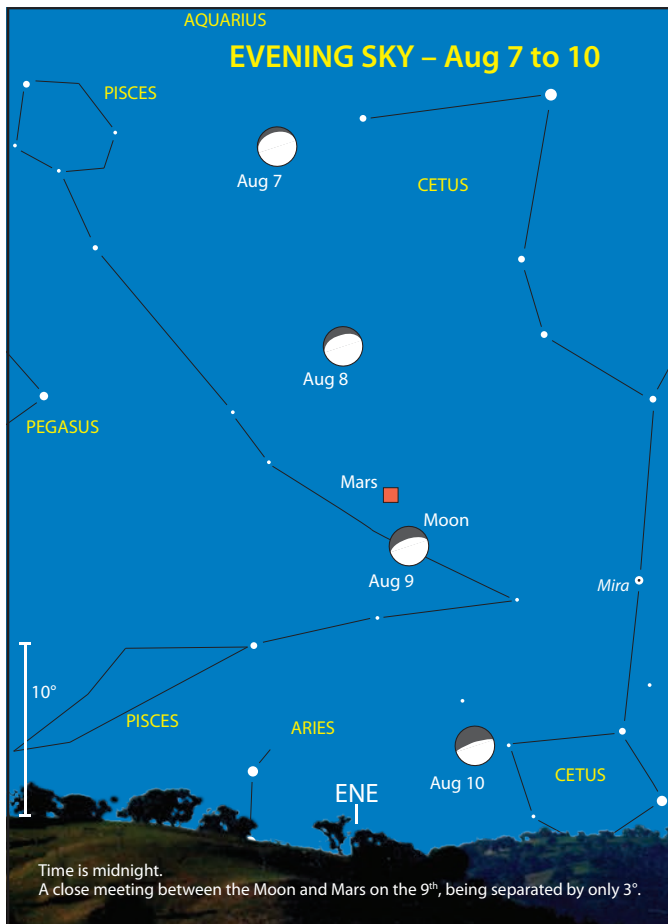 AQUARIUS
EVENING SKY – Aug 7 to 10
PISCES
Aug 7
CETUS
Aug 8
PEGASUS
Mars
Moon
Aug 9
Mira
10°
PISCES
ARIES
Aug 10
CETUS
ENE
Time is midnight.
A close meeting between the Moon and Mars on the 9th, being separated by only 3°.